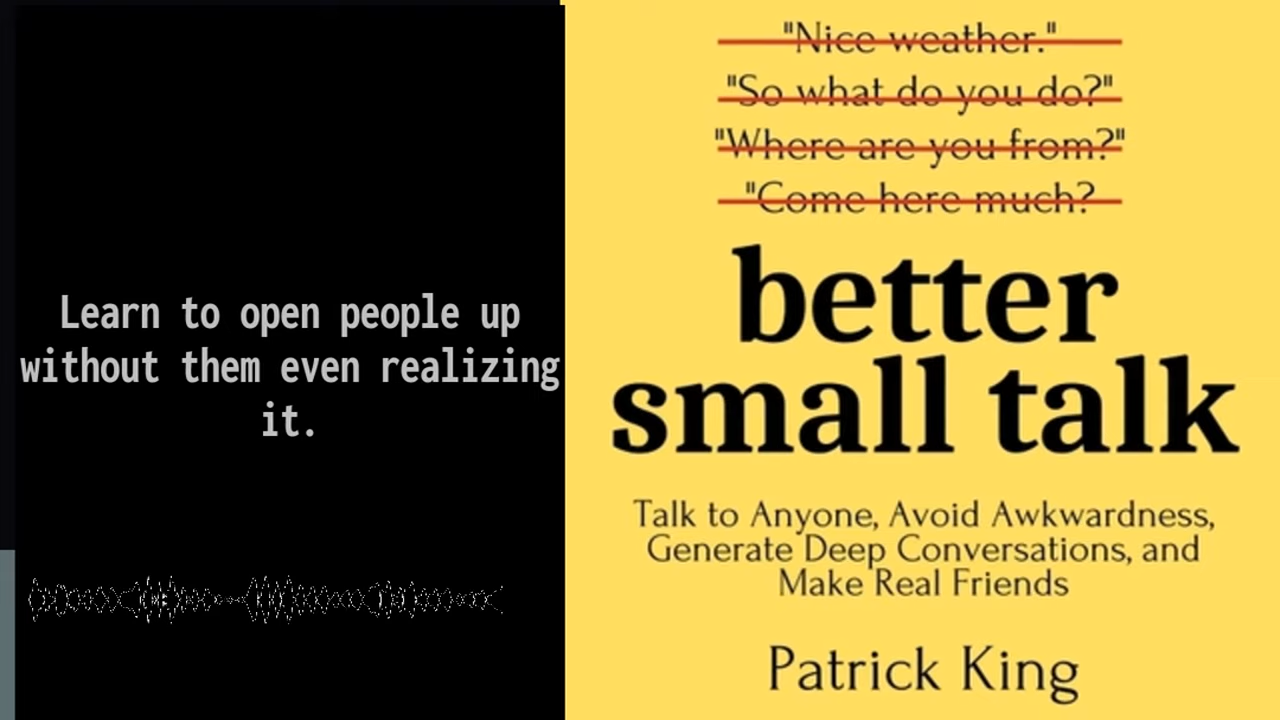 Learn to open people up
without them even realizing
it.
"Nice weather."
"So what do you do?"
"Where are you from?"
"Come here much?
better
small talk
Talk to Anyone, Avoid Awkwardness,
Generate Deep Conversations, and
Make Real Friends
Patrick King